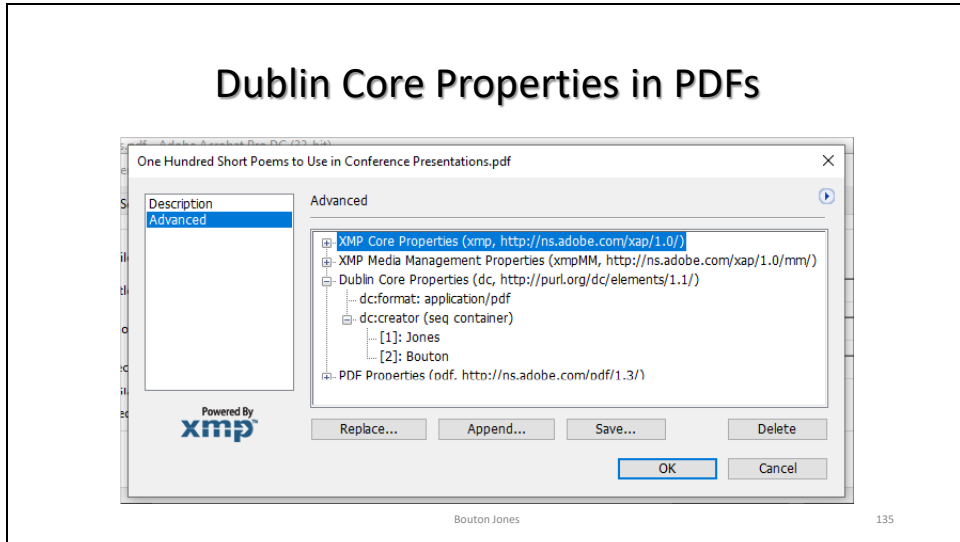 Dublin Core Properties in PDFs
One Hundred Short Poems to Use in Conference Presentations.pdf
Description
Advanced
Advanced
XMP Core Properties (xmp, http://ns.adobe.com/xap/1.0/)
XMP Media Management Properties (xmpMM, http://ns.adobe.com/xap/1.0/mm/)
Dublin Core Properties (dc, http://purl.org/dc/elements/1.1/)
dc:format: application/pdf
dc:creator (seq container)
[1]: Jones
[2]: Bouton
PDF Properties (pdf, http://ns.adobe.com/pdf/1.3/)
Powered By
xmp™
Replace... Append... Save... Delete
OK Cancel
Bouton Jones 135